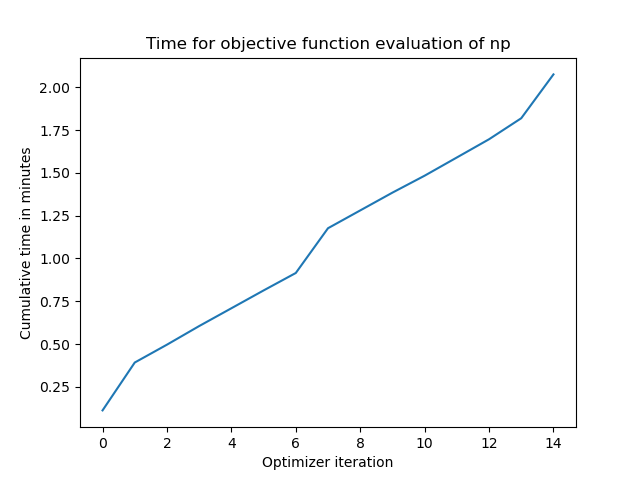 Time for objective function evaluation of np
2.00
1.75
1.50
1.25
1.00
0.75
0.50
0.25
Cumulative time in minutes
0 2 4 6 8 10 12 14
Optimizer iteration